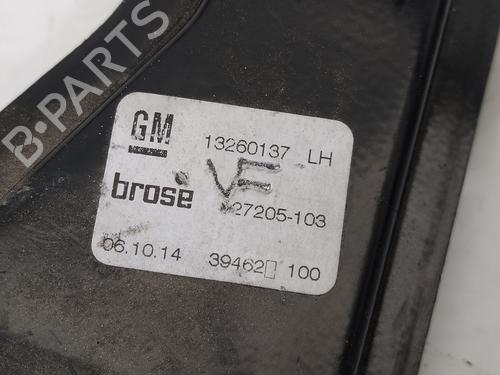 B-PARTS
GM 13260137 LH
VF
brose 27205-103
06.10.14 39462 100